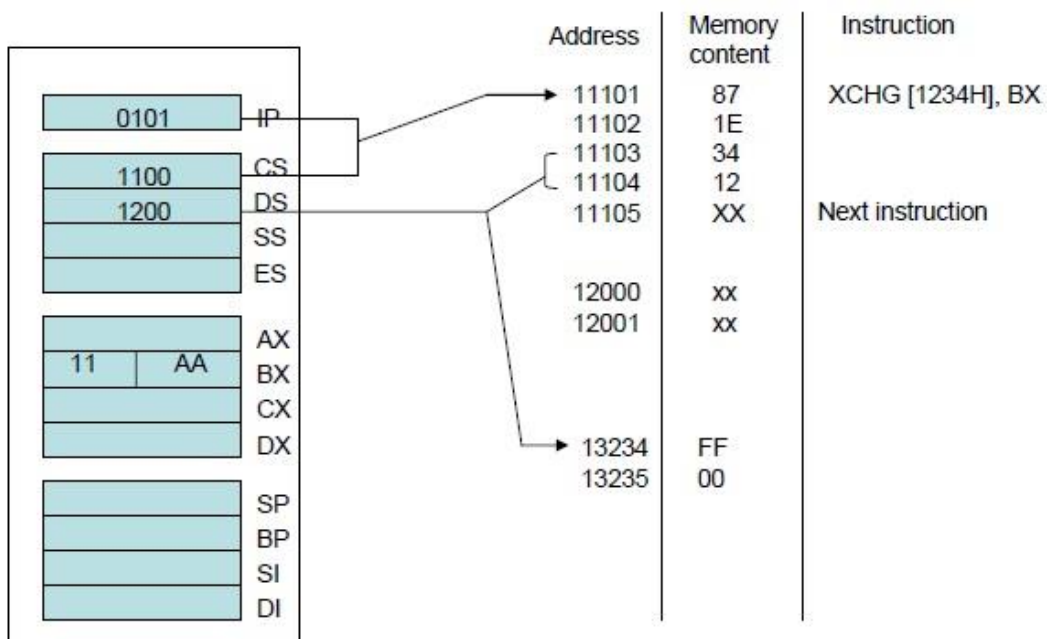 Address Memory content Instruction
0101 IP
1100 CS
1200 DS
SS
ES
AX
11 AA BX
CX
DX
SP
BP
SI
DI
11101 87 XCHG [1234H], BX
11102 1E
11103 34
11104 12
11105 XX Next instruction
12000 xx
12001 xx
13234 FF
13235 00